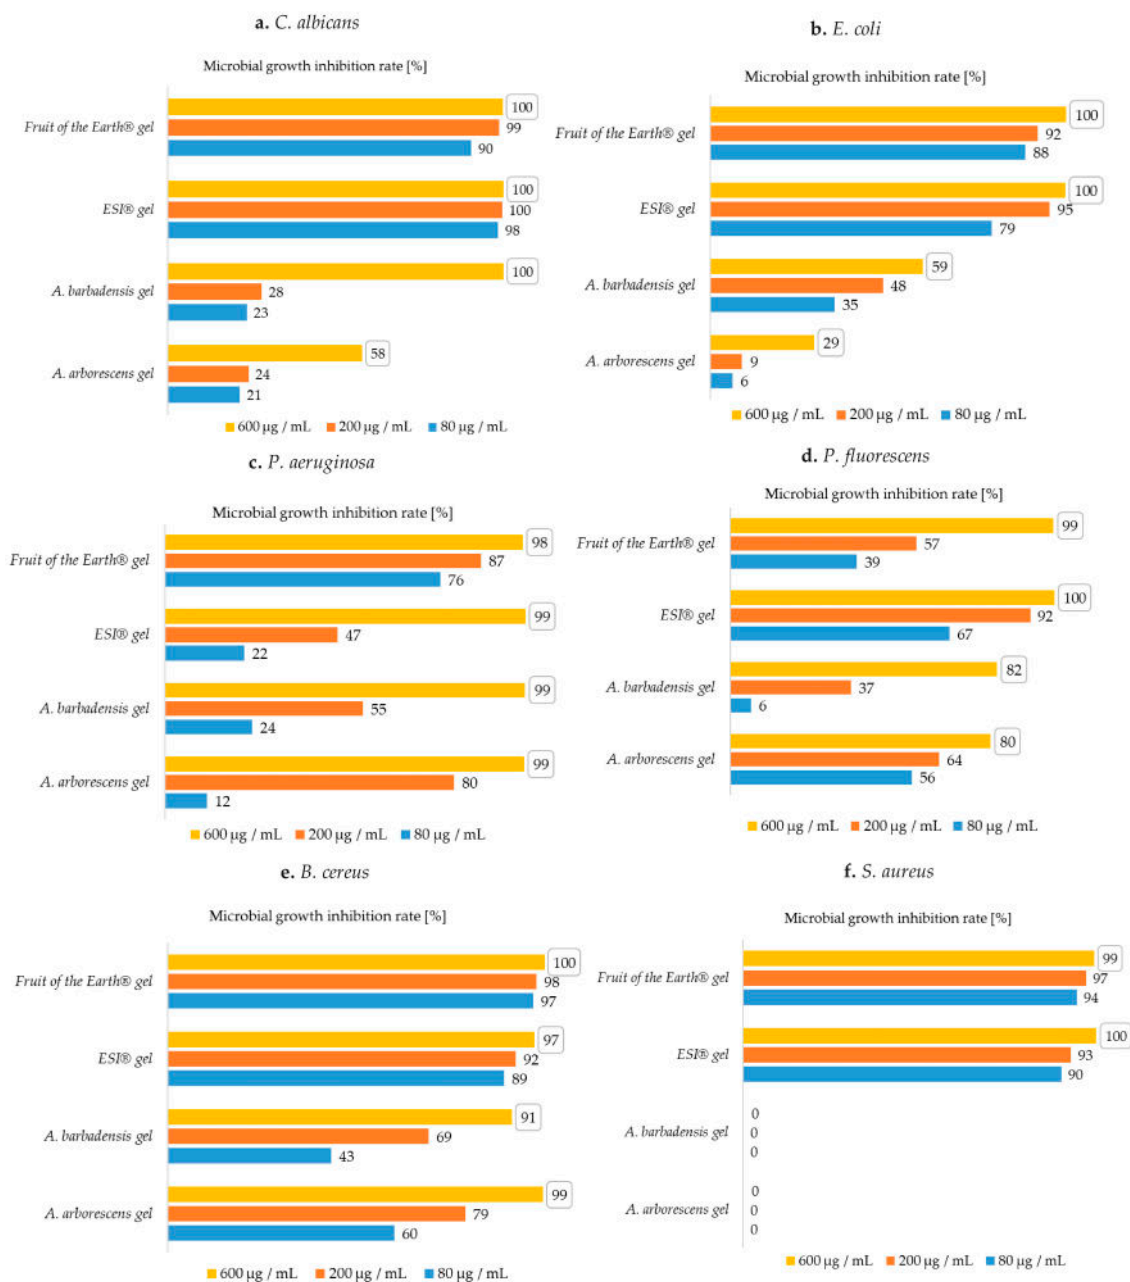 a. C. albicans
Microbial growth inhibition rate [%]
Fruit of the Earth® gel
100
99
90
ESI® gel
100
100
98
A. barbadensis gel
100
28
23
A. arborescens gel
58
24
21
600 µg / mL 200 µg / mL 80 µg / mL
b. E. coli
Microbial growth inhibition rate [%]
Fruit of the Earth® gel
100
92
88
ESI® gel
100
95
79
A. barbadensis gel
59
48
35
A. arborescens gel
29
9
6
600 µg / mL 200 µg / mL 80 µg / mL
c. P. aeruginosa
Microbial growth inhibition rate [%]
Fruit of the Earth® gel
98
87
76
ESI® gel
99
47
22
A. barbadensis gel
99
55
24
A. arborescens gel
99
80
12
600 µg / mL 200 µg / mL 80 µg / mL
d. P. fluorescens
Microbial growth inhibition rate [%]
Fruit of the Earth® gel
99
57
39
ESI® gel
100
92
67
A. barbadensis gel
82
37
6
A. arborescens gel
80
64
56
600 µg / mL 200 µg / mL 80 µg / mL
e. B. cereus
Microbial growth inhibition rate [%]
Fruit of the Earth® gel
100
98
97
ESI® gel
97
92
89
A. barbadensis gel
91
69
43
A. arborescens gel
99
79
60
600 µg / mL 200 µg / mL 80 µg / mL
f. S. aureus
Microbial growth inhibition rate [%]
Fruit of the Earth® gel
99
97
94
ESI® gel
100
93
90
A. barbadensis gel
0
0
0
A. arborescens gel
0
0
0
600 µg / mL 200 µg / mL 80 µg / mL